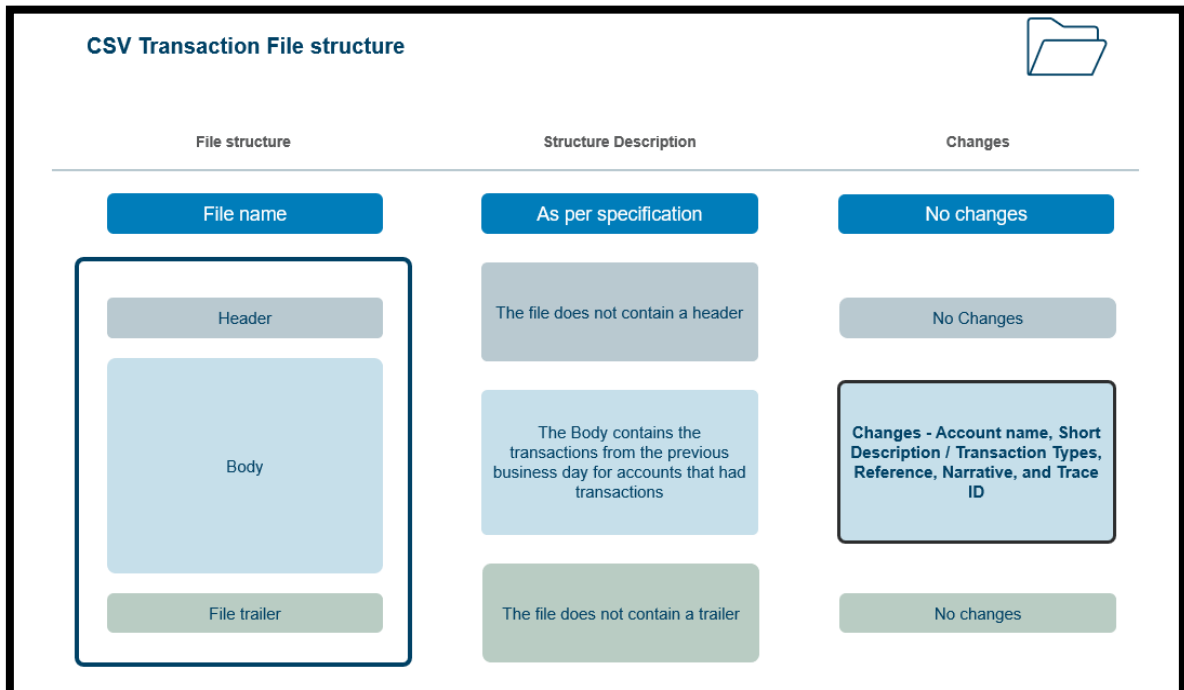 CSV Transaction File structure
File structure
Structure Description
Changes
File name
As per specification
No changes
Header
The file does not contain a header
No Changes
Body
The Body contains the
transactions from the previous
business day for accounts that had
transactions
Changes - Account name, Short
Description / Transaction Types,
Reference, Narrative, and Trace
ID
File trailer
The file does not contain a trailer
No changes